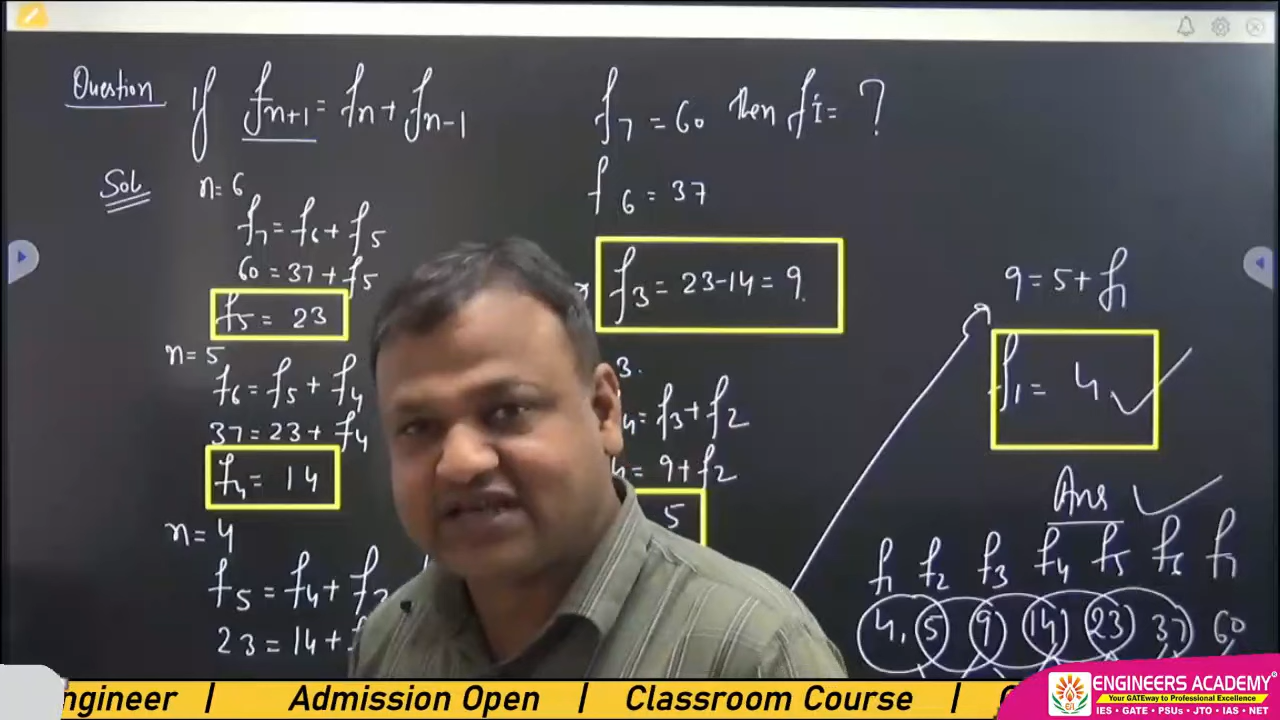 Question If fn+1 = fn + fn-1 f7 = 60 then f1 = ?
f6 = 37
Sol n = 6
f7 = f6 + f5
60 = 37 + f5
f5 = 23
n = 5
f6 = f5 + f4
37 = 23 + f4
f4 = 14
n = 4
f5 = f4 +
23 = 14 +
f3 = 23 - 14 = 9
3.
= f3 + f2
= 9 + f2
5
9 = 5 + f1
f1 = 4
Ans
f1 f2 f3 f4 f5 f6 f7
4, 5 9 14 23 37 60
ngineer | Admission Open | Classroom Course |
ENGINEERS ACADEMY
Your GATEway to Professional Excellence
IES • GATE • PSUs • JTO • IAS • NET